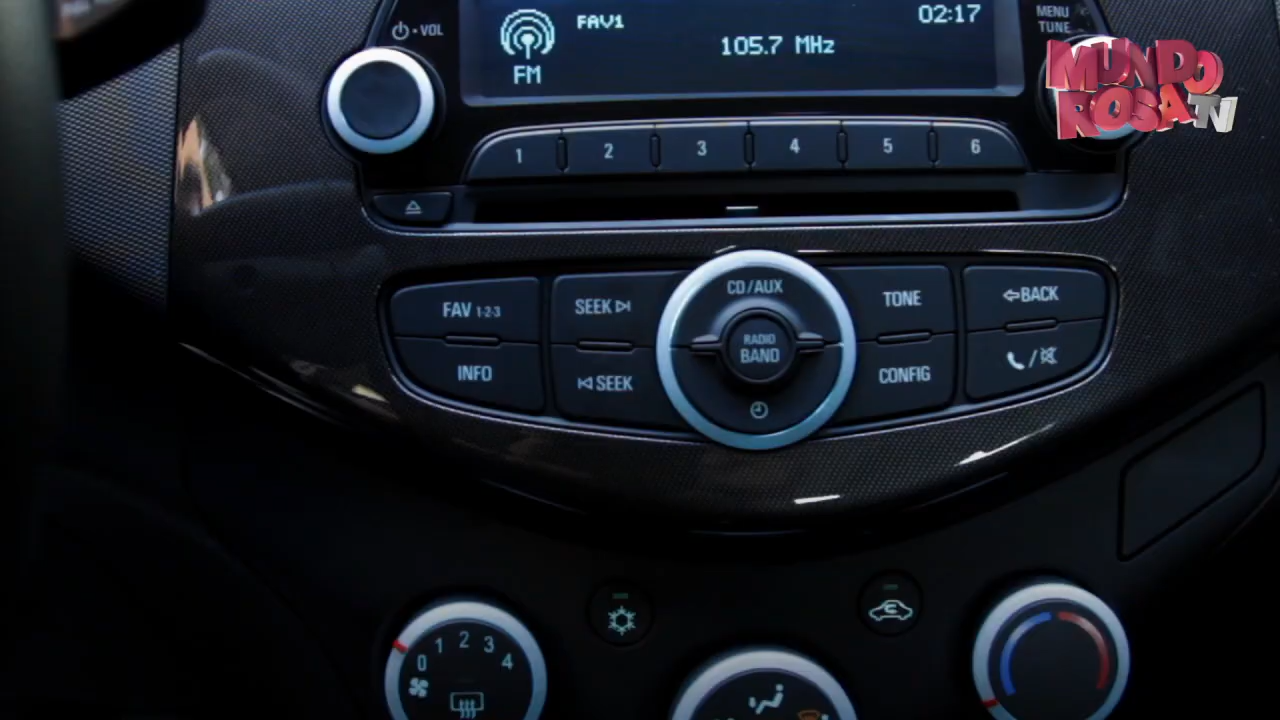 VOL
FAV1
02:17
MENU
TUNE
105.7 MHz
FM
MUNDO
ROSA TV
1 2 3 4 5 6
CD/AUX
FAV 1-2-3
SEEK
TONE
BACK
RADIO
BAND
INFO
SEEK
CONFIG
/
0 1 2 3 4